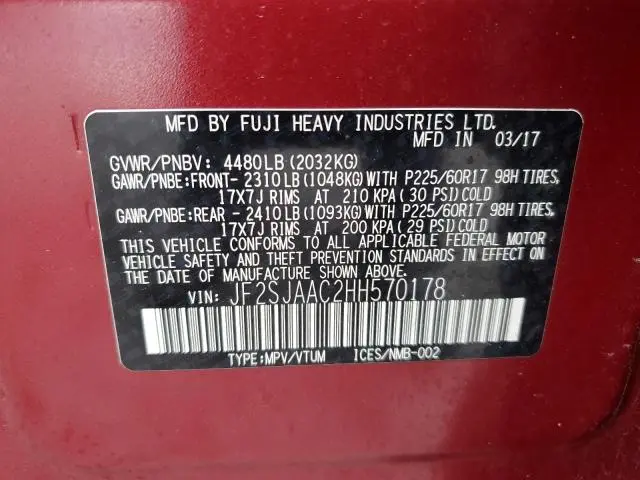 MFD BY FUJI HEAVY INDUSTRIES LTD.
MFD IN 03/17
GVWR/PNBV: 4480LB (2032KG)
GAWR/PNBE:FRONT- 2310LB (1048KG)WITH P225/60R17 98H TIRES,
17X7J RIMS AT 210 KPA (30 PSI)COLD
GAWR/PNBE:REAR - 2410LB (1093KG)WITH P225/60R17 98H TIRES,
17X7J RIMS AT 200 KPA (29 PSI)COLD
THIS VEHICLE CONFORMS TO ALL APPLICABLE FEDERAL MOTOR
VEHICLE SAFETY AND THEFT PREVENTION STANDARDS IN EFFECT
ON THE DATE OF MANUFACTURE SHOWN ABOVE.
VIN: JF2SJAAC2HH570178
TYPE:MPV/VTUM ICES/NMB-002